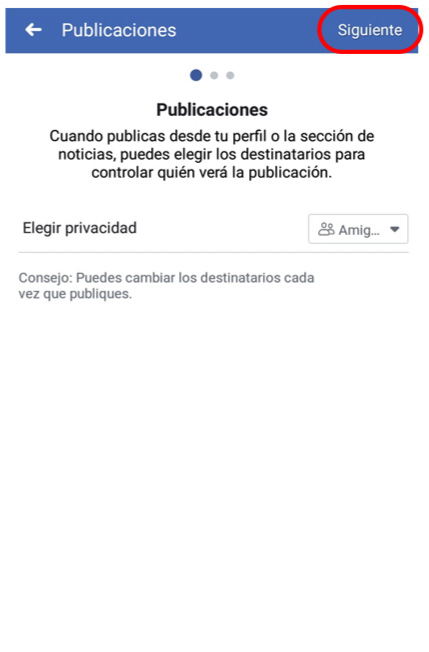 Publicaciones
Siguiente
Publicaciones
Cuando publicas desde tu perfil o la sección de
noticias, puedes elegir los destinatarios para
controlar quién verá la publicación.
Elegir privacidad
Amig...
Consejo: Puedes cambiar los destinatarios cada
vez que publiques.